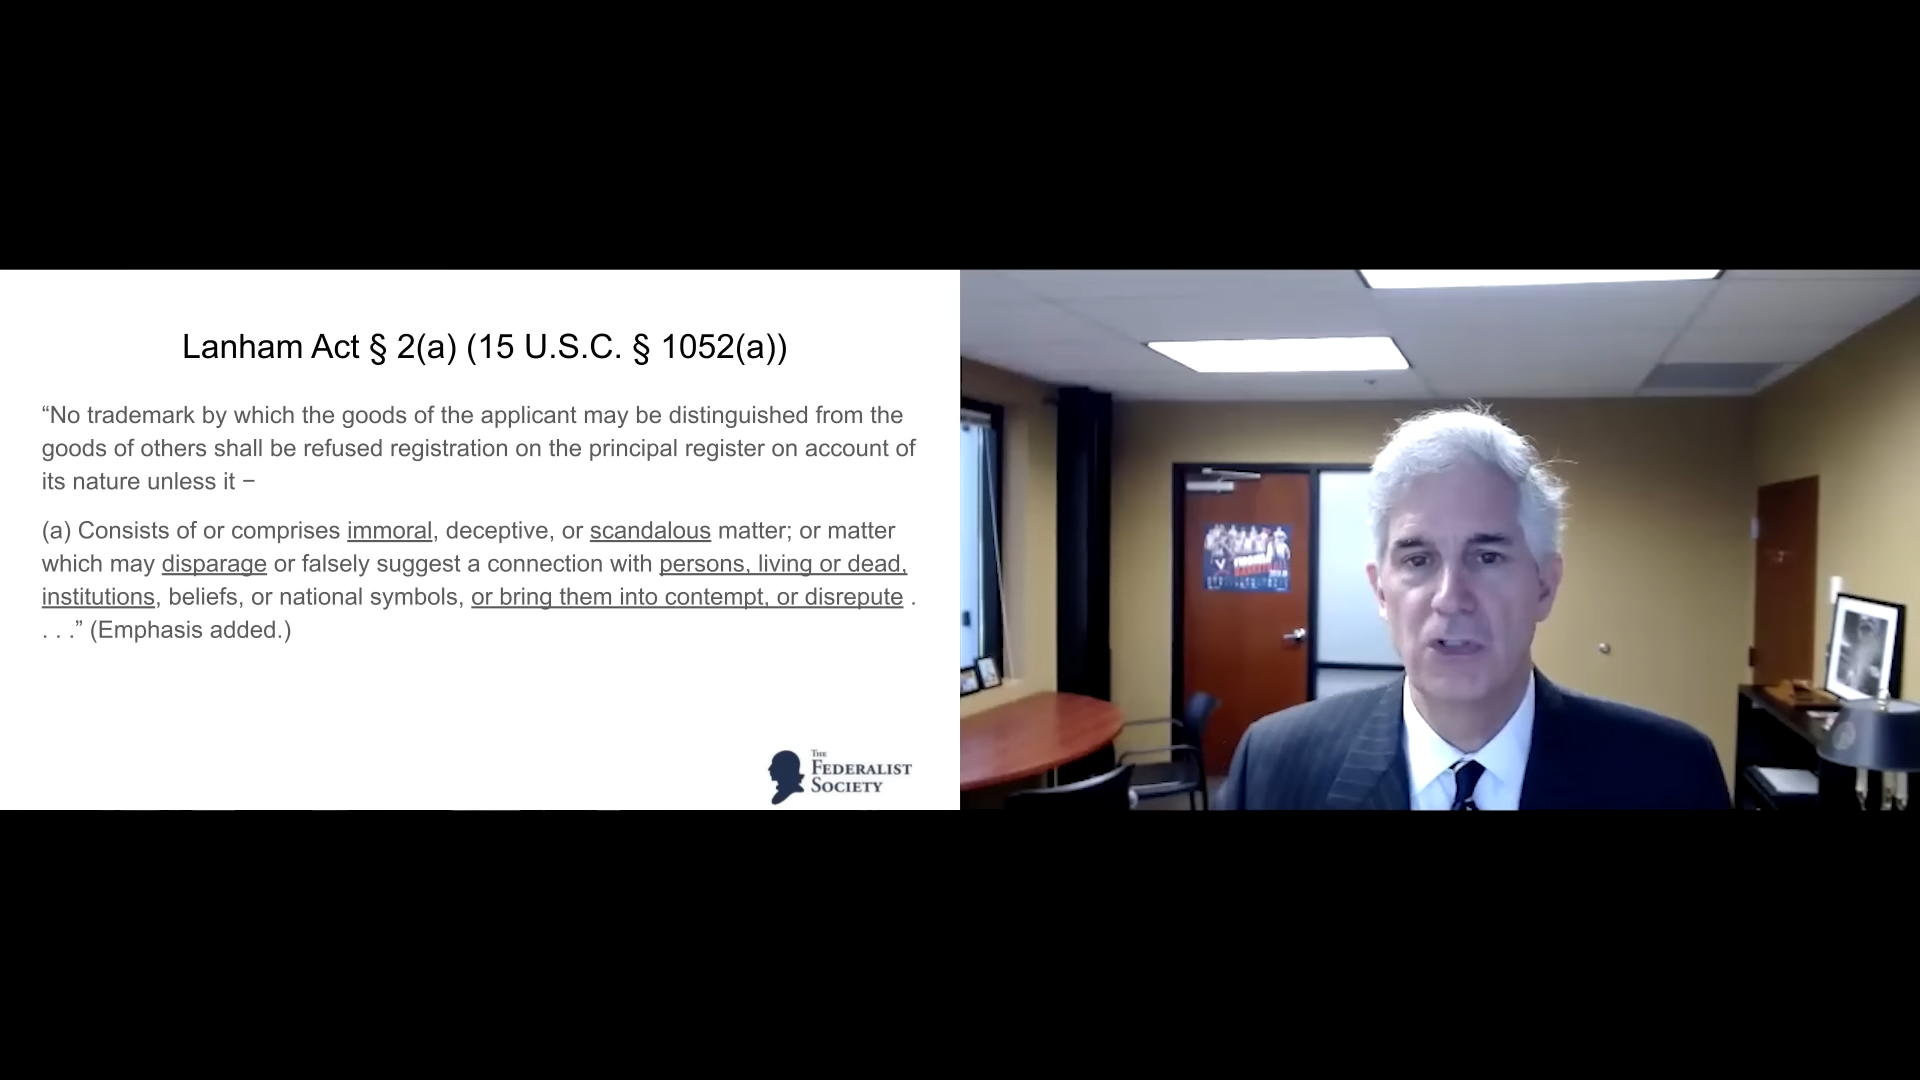 Lanham Act § 2(a) (15 U.S.C. § 1052(a))
“No trademark by which the goods of the applicant may be distinguished from the
goods of others shall be refused registration on the principal register on account of
its nature unless it −
(a) Consists of or comprises immoral, deceptive, or scandalous matter; or matter
which may disparage or falsely suggest a connection with persons, living or dead,
institutions, beliefs, or national symbols, or bring them into contempt, or disrepute .
. . .” (Emphasis added.)
THE
FEDERALIST
SOCIETY